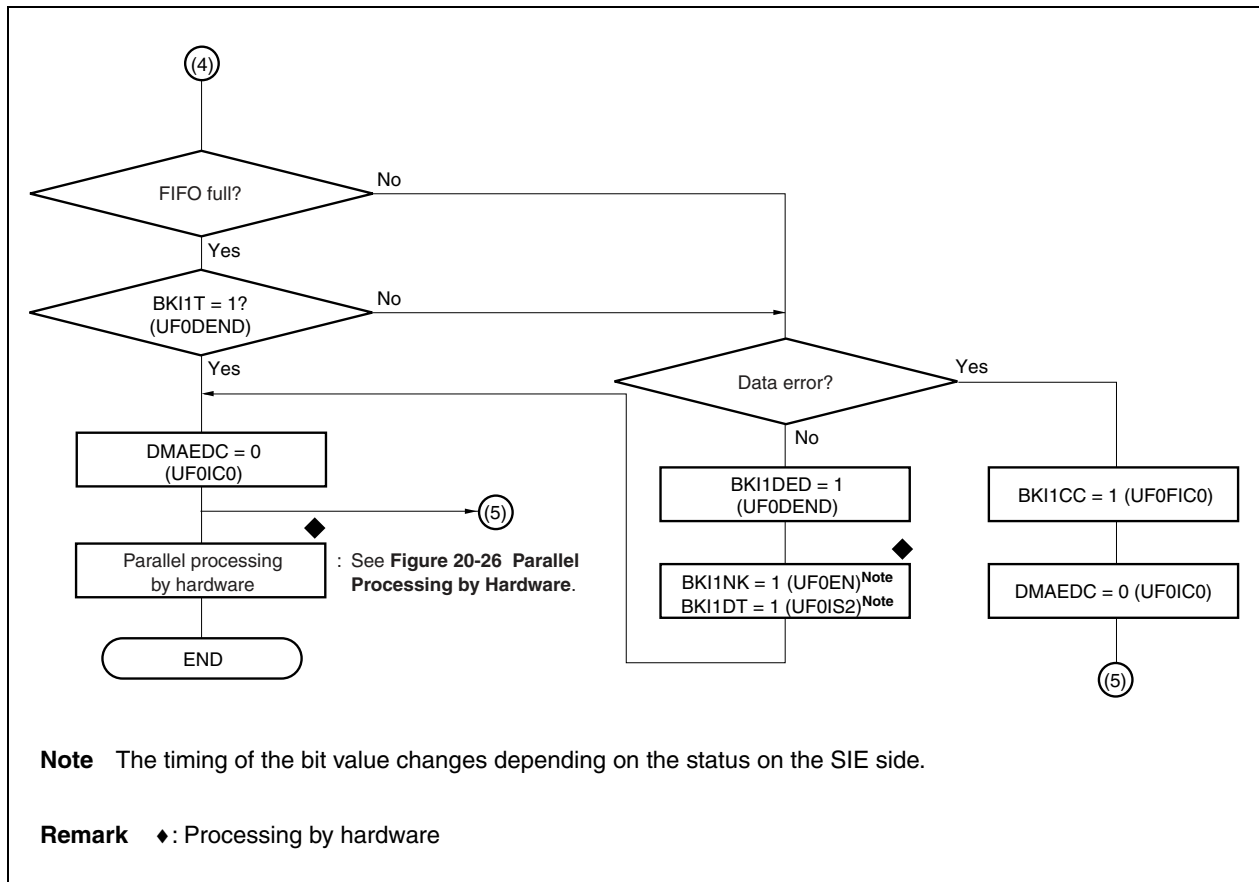 (4)
FIFO full?
No
Yes
BKI1T = 1?
(UF0DEND)
No
Yes
Data error?
Yes
No
DMAEDC = 0
(UF0IC0)
(5)
Parallel processing
by hardware
: See Figure 20-26 Parallel
Processing by Hardware.
END
BKI1DED = 1
(UF0DEND)
BKI1NK = 1 (UF0EN)Note
BKI1DT = 1 (UF0IS2)Note
BKI1CC = 1 (UF0FIC0)
DMAEDC = 0 (UF0IC0)
(5)
Note The timing of the bit value changes depending on the status on the SIE side.
Remark ♦: Processing by hardware